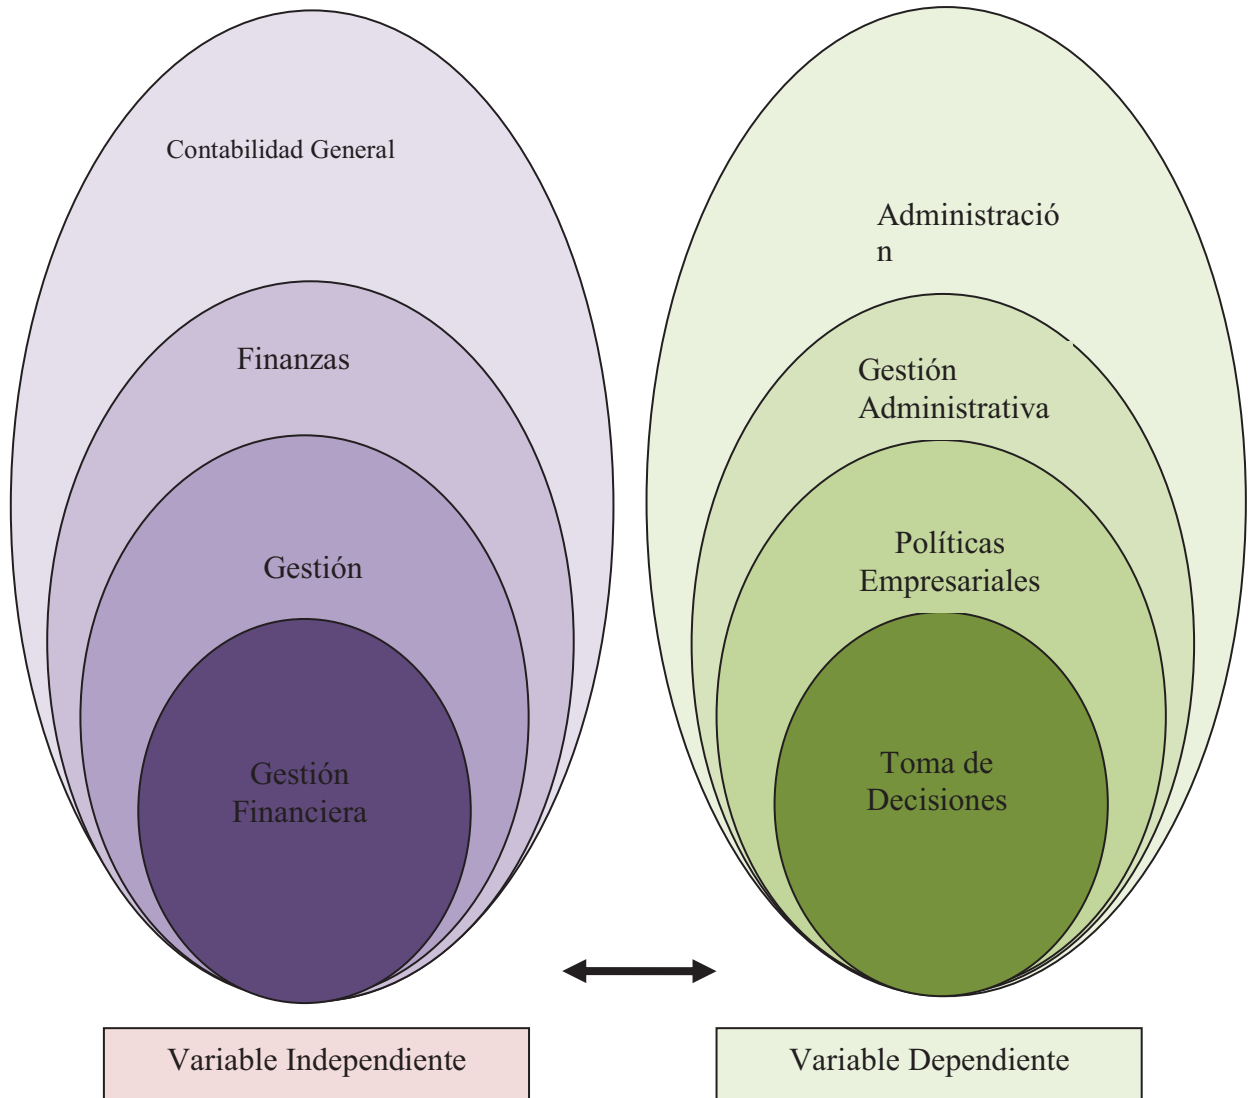 Contabilidad General
Finanzas
Gestión
Gestión
Financiera
Variable Independiente
Administració
n
Gestión
Administrativa
Políticas
Empresariales
Toma de
Decisiones
Variable Dependiente